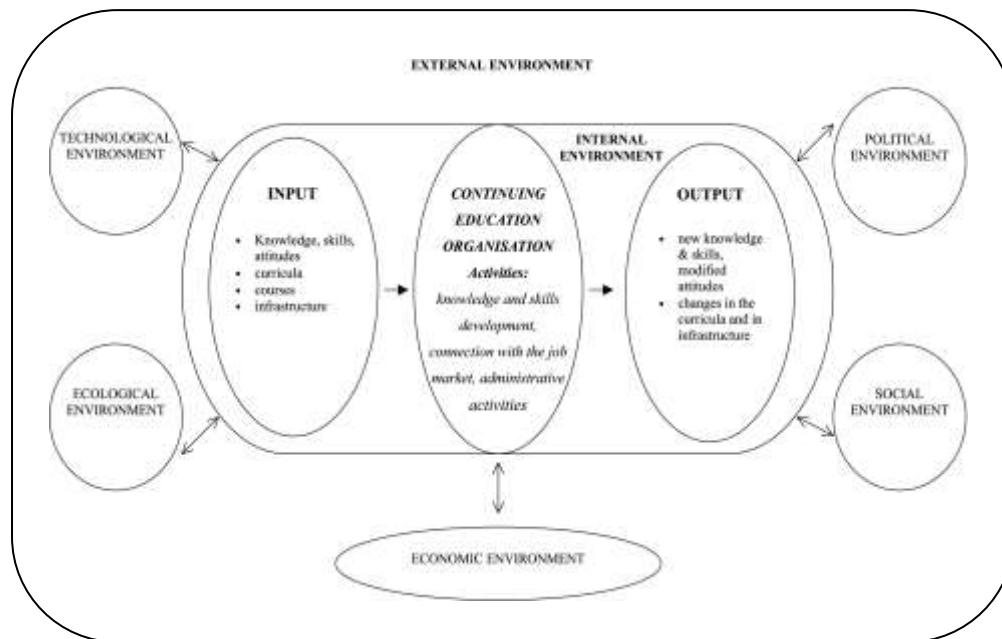 EXTERNAL ENVIRONMENT
TECHNOLOGICAL
ENVIRONMENT
POLITICAL
ENVIRONMENT
INTERNAL
ENVIRONMENT
INPUT
• Knowledge, skills,
attitudes
• curricula
• courses
• infrastructure
CONTINUING
EDUCATION
ORGANISATION
Activities:
knowledge and skills
development,
connection with the job
market, administrative
activities
OUTPUT
• new knowledge
& skills,
modified
attitudes
• changes in the
curricula and in
infrastructure
ECOLOGICAL
ENVIRONMENT
SOCIAL
ENVIRONMENT
ECONOMIC ENVIRONMENT